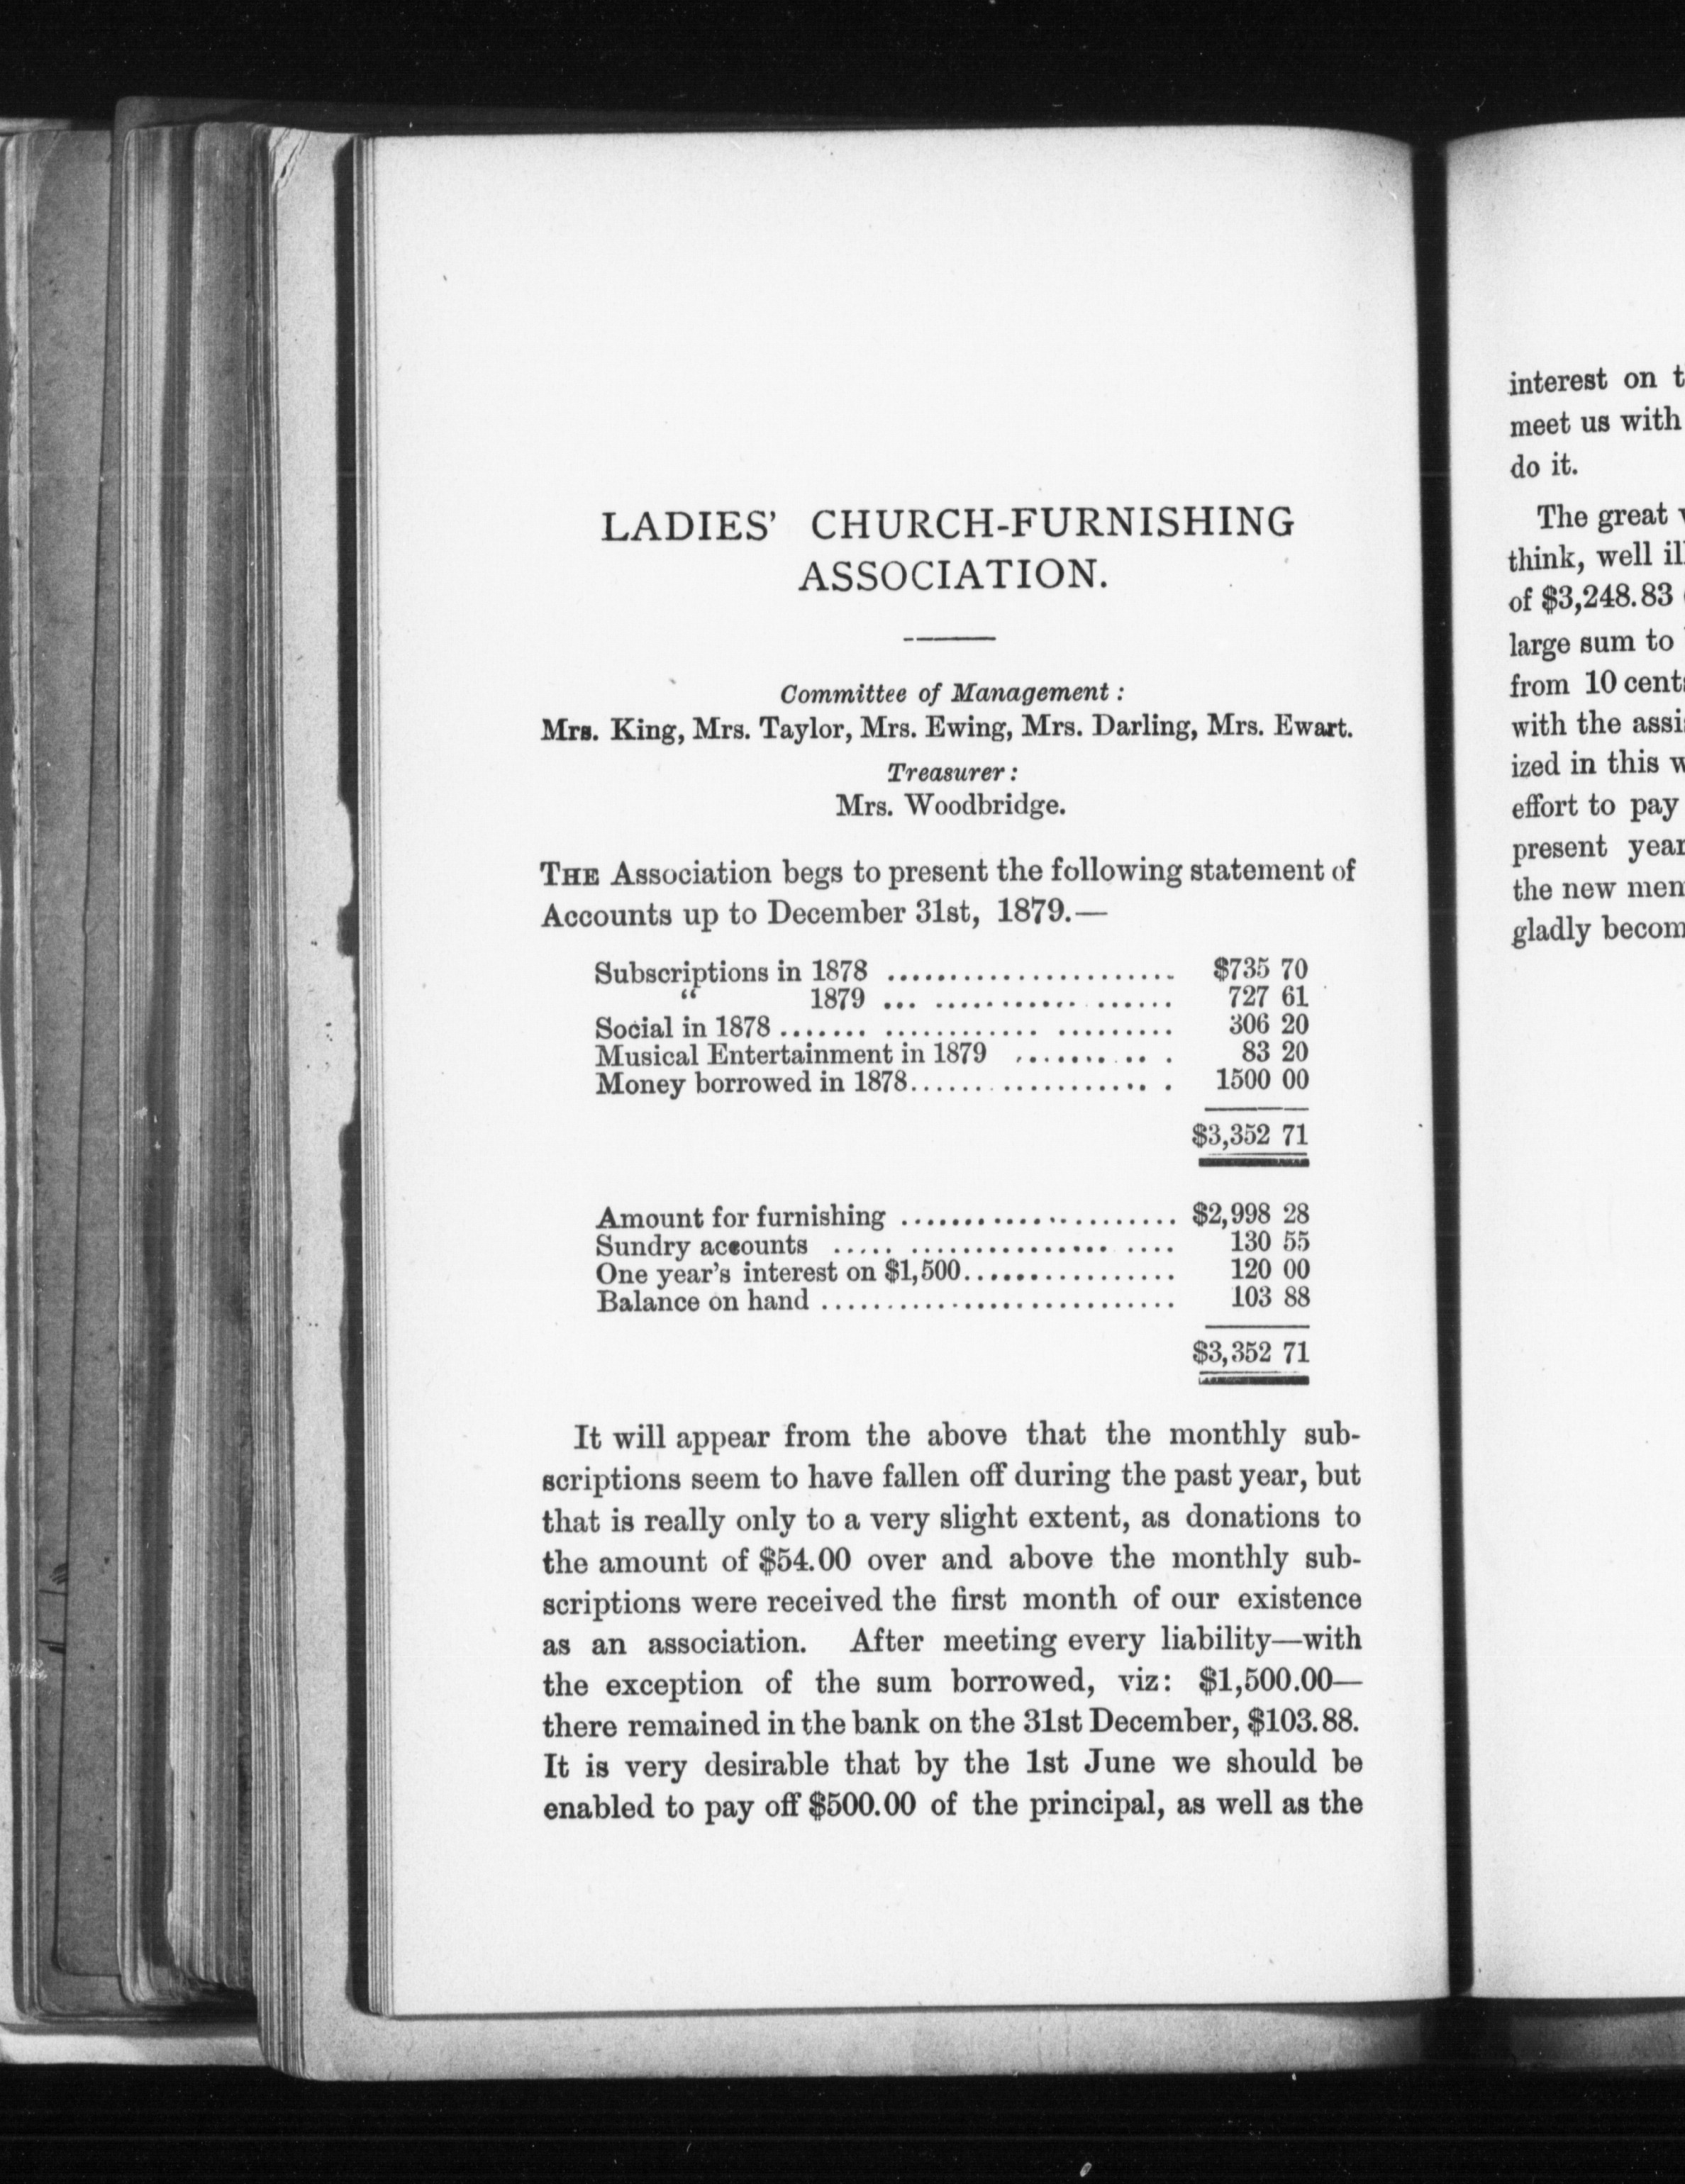 LADIES' CHURCH-FURNISHING
ASSOCIATION.
Committee of Management :
Mrs. King, Mrs. Taylor, Mrs. Ewing, Mrs. Darling, Mrs. Ewart.
Treasurer :
Mrs. Woodbridge.
THE Association begs to present the following statement of
Accounts up to December 31st, 1879.—
Subscriptions in 1878 ....................... $735 70
“ 1879 ... ........... ...... 727 61
Social in 1878 ....... ............ ......... 306 20
Musical Entertainment in 1879 ........ .. . 83 20
Money borrowed in 1878...... ............ . 1500 00
$3,352 71
Amount for furnishing ...................... $2,998 28
Sundry accounts ..... ................ .... 130 55
One year's interest on $1,500................. 120 00
Balance on hand ............................ 103 88
$3,352 71
It will appear from the above that the monthly sub-
scriptions seem to have fallen off during the past year, but
that is really only to a very slight extent, as donations to
the amount of $54.00 over and above the monthly sub-
scriptions were received the first month of our existence
as an association. After meeting every liability—with
the exception of the sum borrowed, viz: $1,500.00—
there remained in the bank on the 31st December, $103.88.
It is very desirable that by the 1st June we should be
enabled to pay off $500.00 of the principal, as well as the
interest on
meet us with
do it.
The great
think, well
of $3,248.83
large sum to
from 10 cents
with the
ized in this
effort to pay
present year
the new
gladly